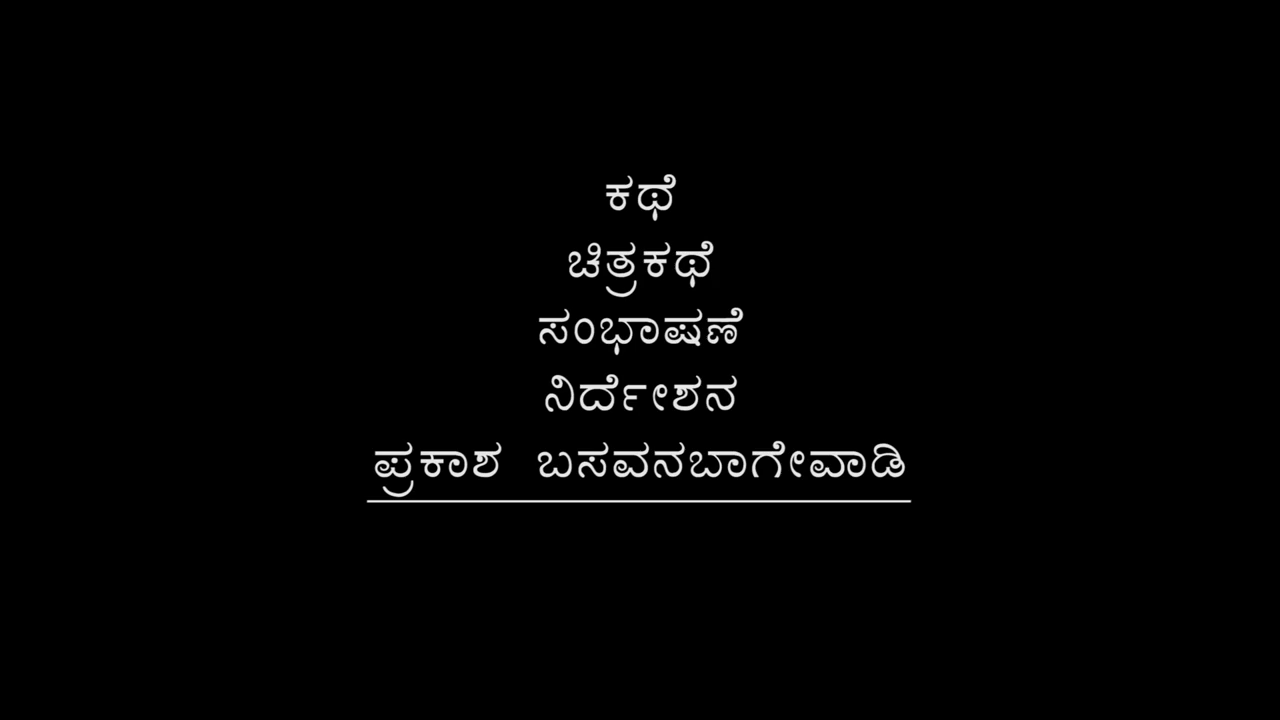 ಕಥೆ
ಚಿತ್ರಕಥೆ
ಸಂಭಾಷಣೆ
ನಿರ್ದೇಶನ
ಪ್ರಕಾಶ ಬಸವನಬಾಗೇವಾಡಿ